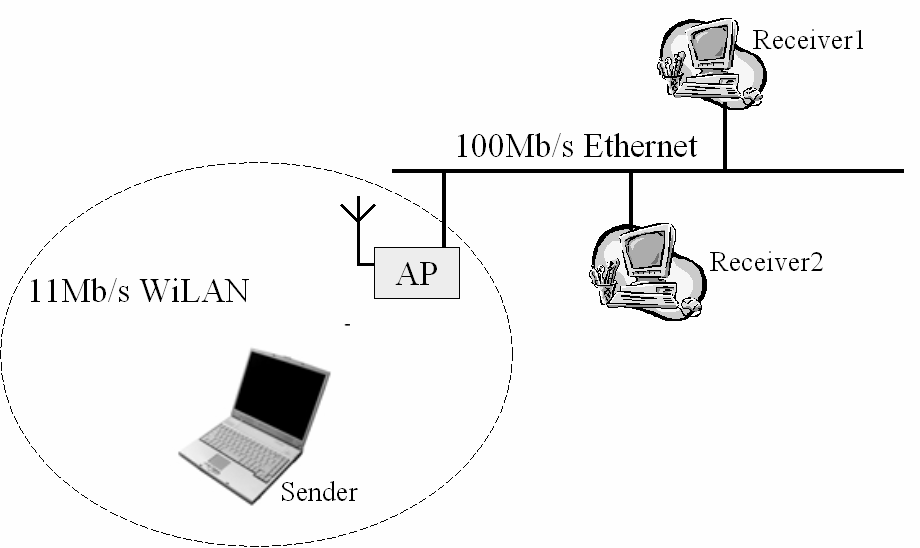 Receiver1
100Mb/s Ethernet
Receiver2
AP
11Mb/s WiLAN
-
Sender